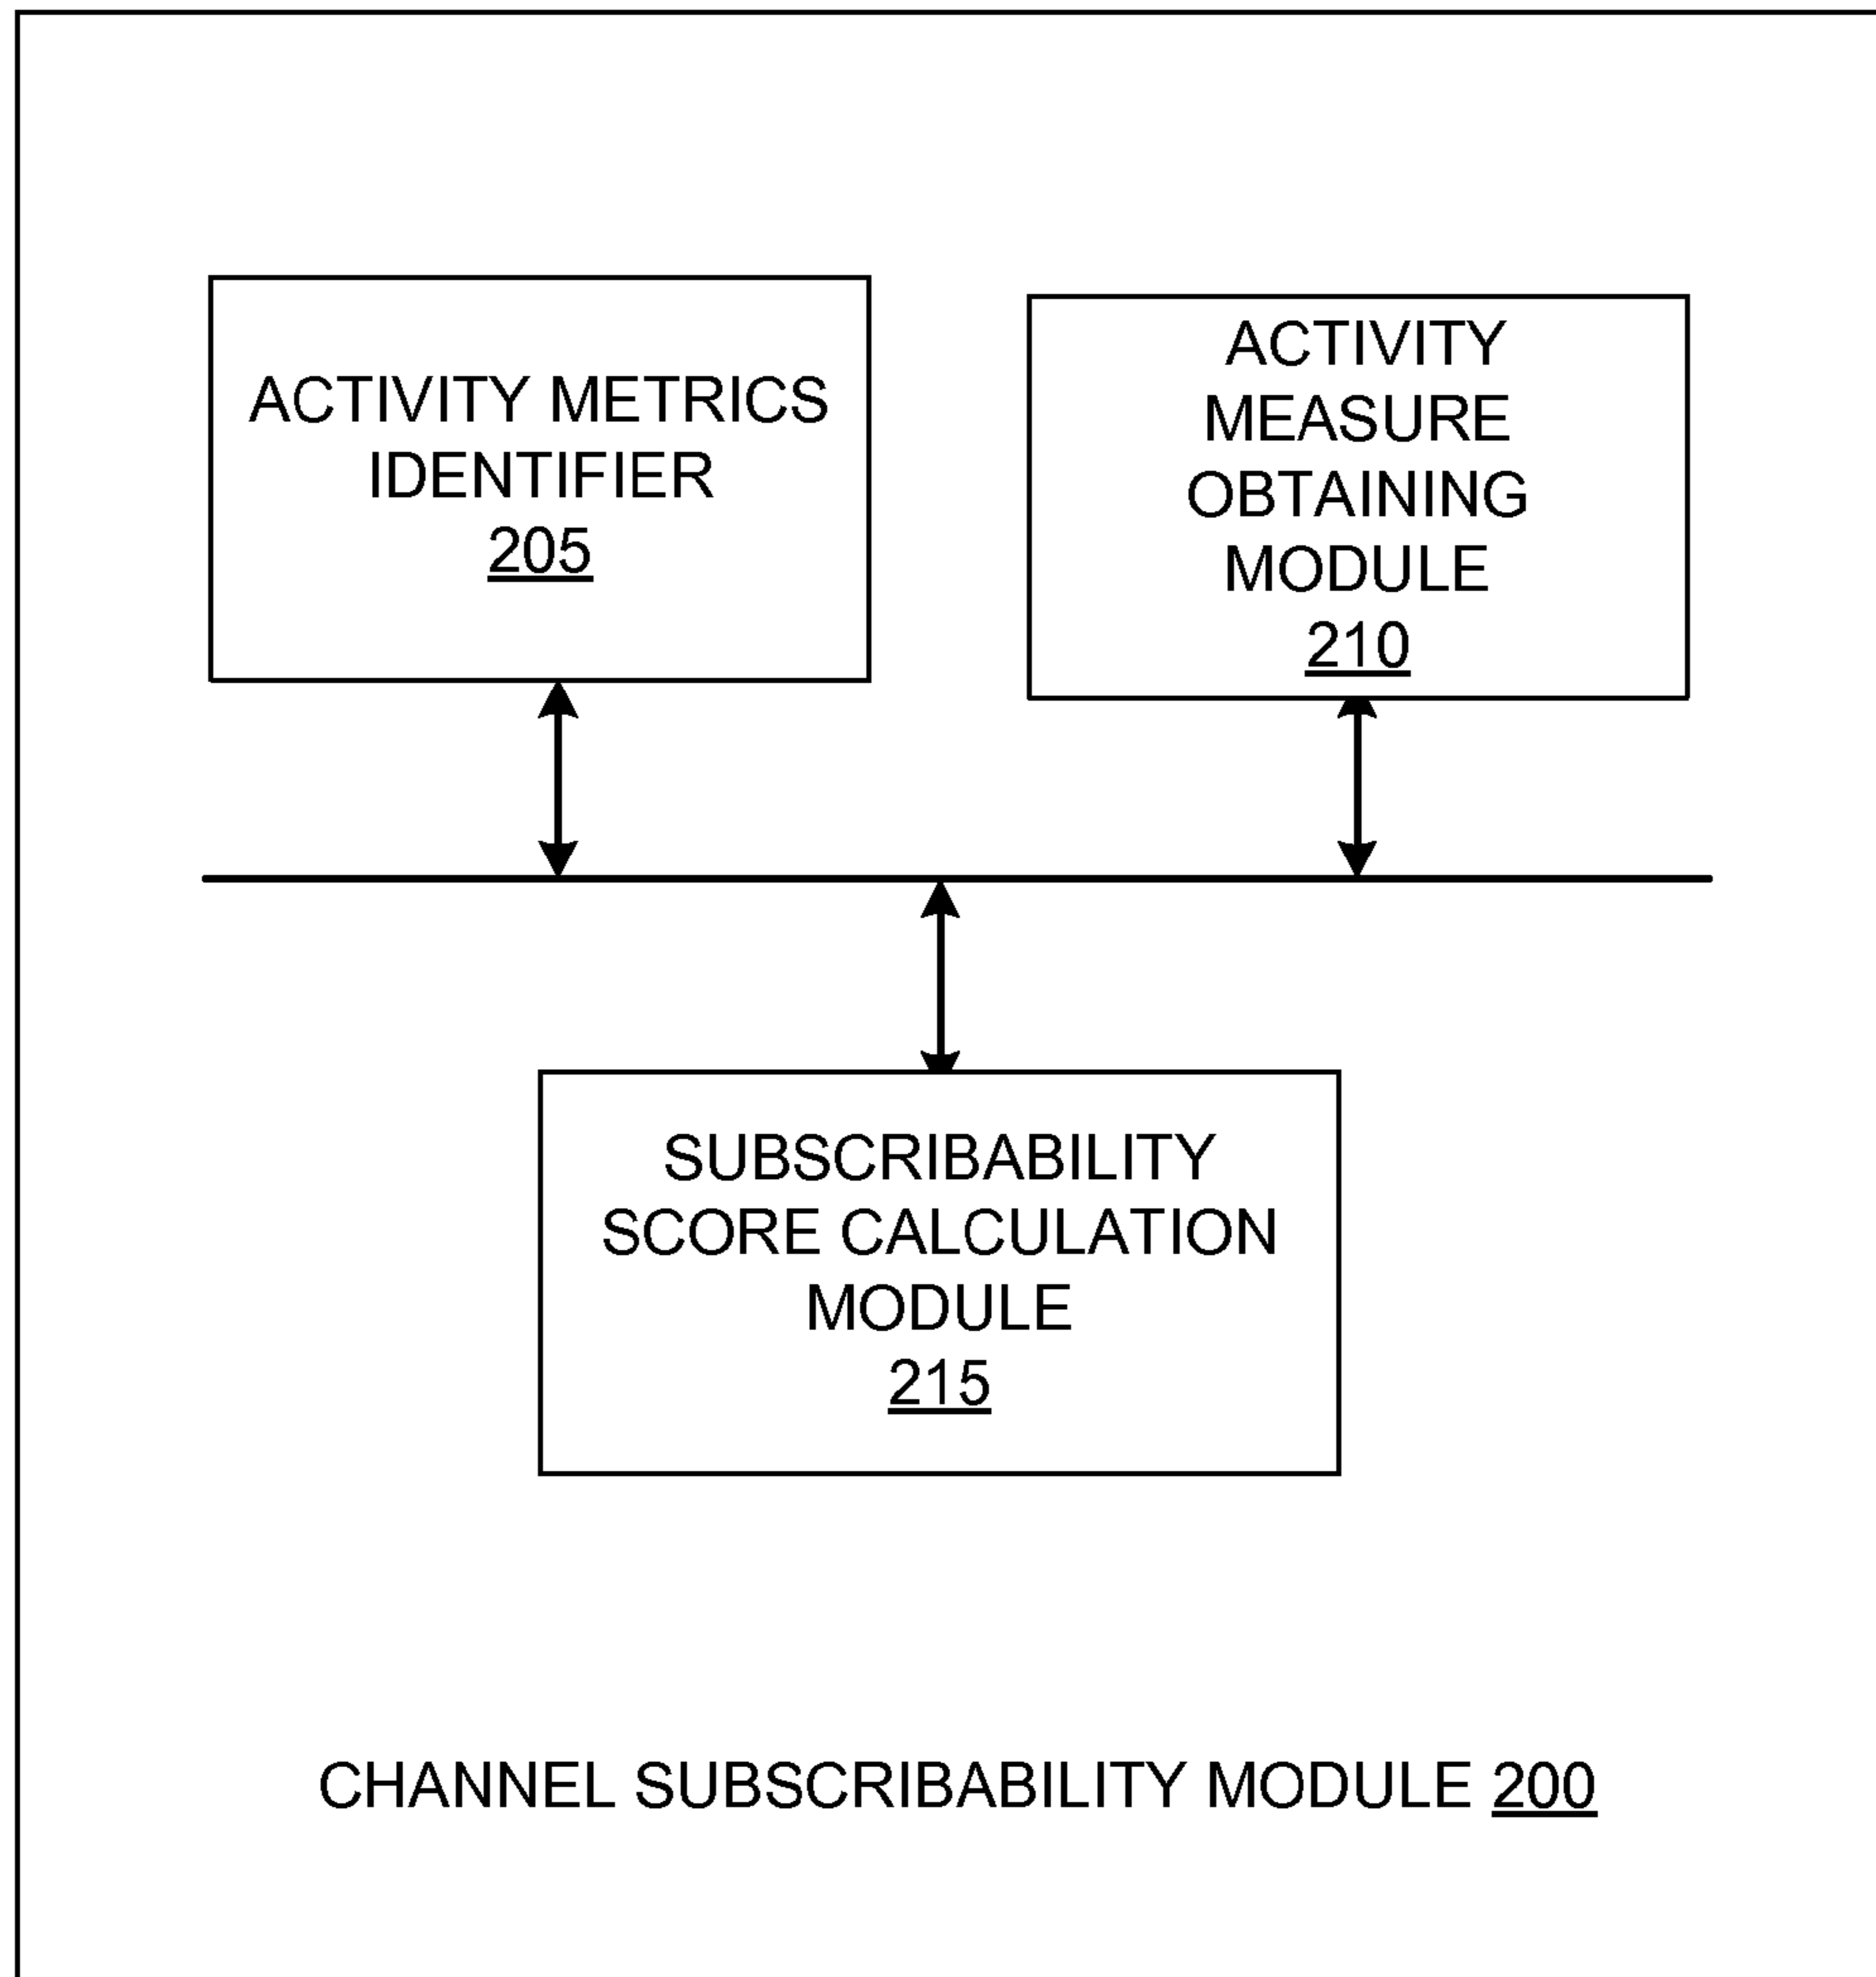 ACTIVITY METRICS
IDENTIFIER
205
ACTIVITY
MEASURE
OBTAINING
MODULE
210
SUBSCRIBABILITY
SCORE CALCULATION
MODULE
215
CHANNEL SUBSCRIBABILITY MODULE 200